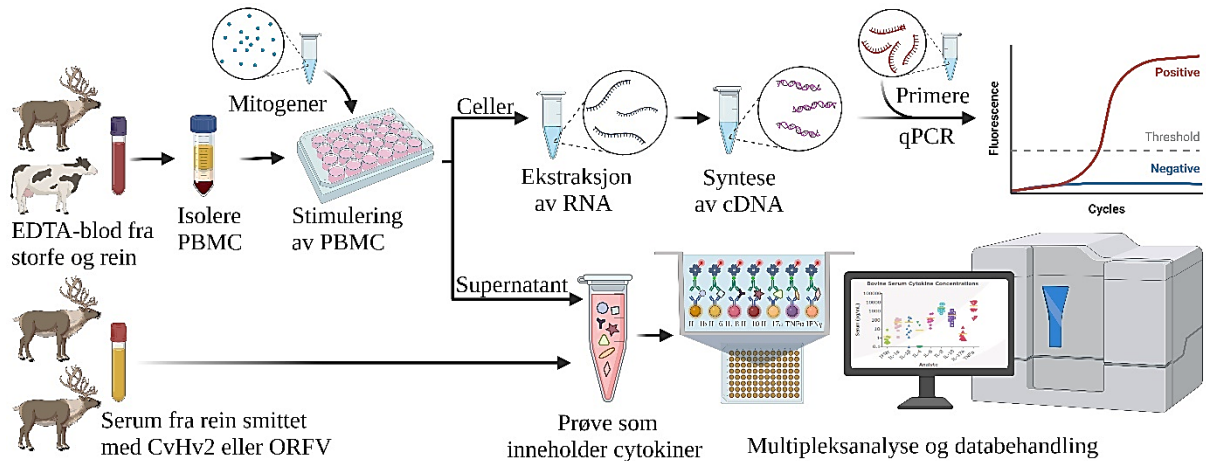 Mitogener
Celler
Primere
qPCR
Ekstraksjon
av RNA
Syntese
av cDNA
Fluorescence
Positive
Threshold
Negative
Cycles
EDTA-blod fra
storfe og rein
Isolere
PBMC
Stimulering
av PBMC
Supernatant
Bovine Serum Cytokine Concentrations
Analyte
Serum fra rein smittet
med CvHv2 eller ORFV
Prøve som
inneholder cytokiner
Multipleksanalyse og databehandling